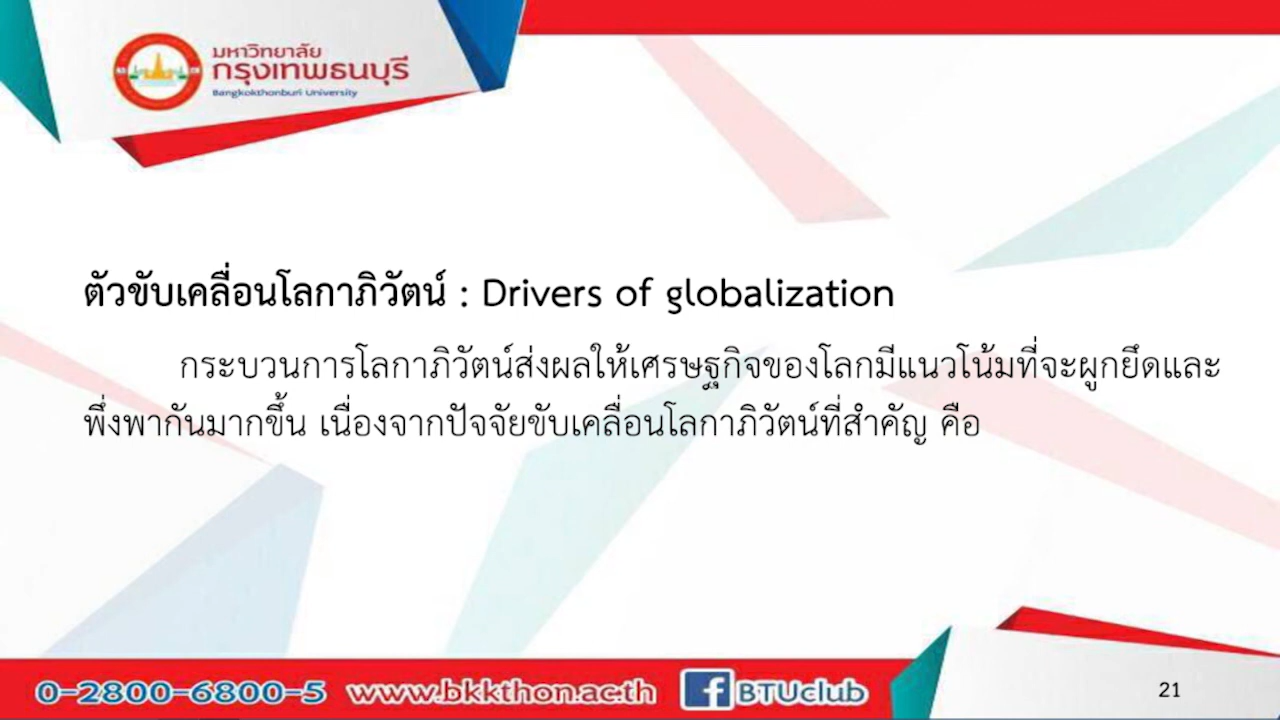 มหาวิทยาลัย
กรุงเทพธนบุรี
Bangkokthonburi University
ตัวขับเคลื่อนโลกาภิวัตน์ : Drivers of globalization
กระบวนการโลกาภิวัตน์ส่งผลให้เศรษฐกิจของโลกมีแนวโน้มที่จะผูกยึดและ
พึ่งพากันมากขึ้น เนื่องจากปัจจัยขับเคลื่อนโลกาภิวัตน์ที่สำคัญ คือ
0-2800-6800-5 www.bkkthon.ac.th f BTUclub
21